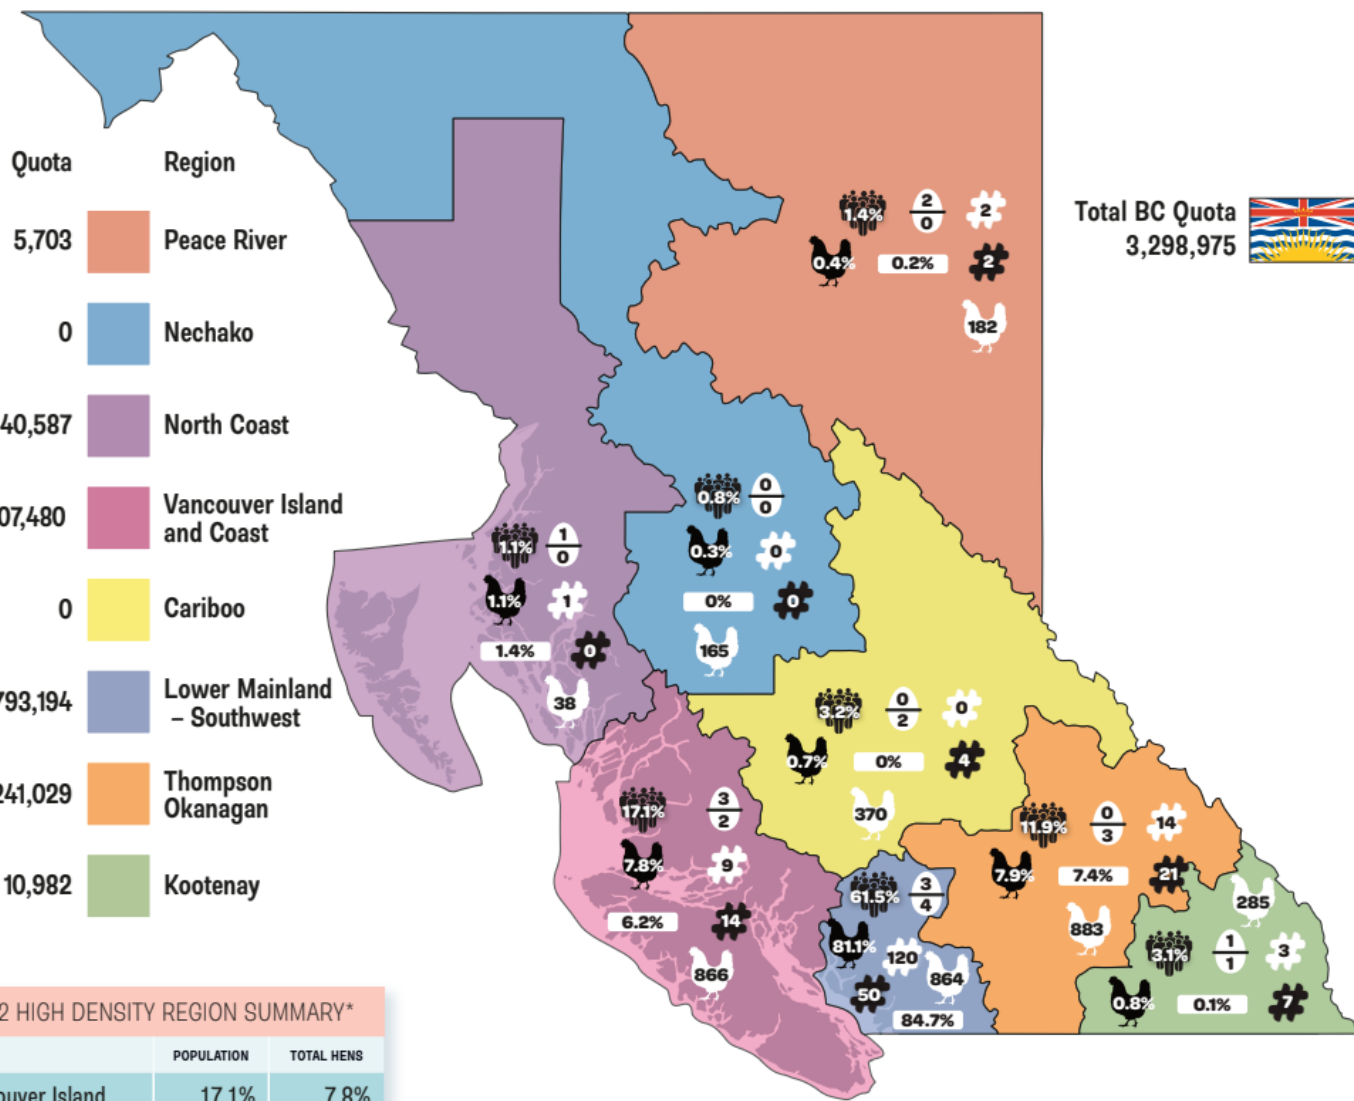 Quota Region
5,703 Peace River
0 Nechako
40,587 North Coast
07,480 Vancouver Island
and Coast
0 Cariboo
793,194 Lower Mainland
– Southwest
241,029 Thompson
Okanagan
10,982 Kootenay
Total BC Quota
3,298,975
1.4% 2 2
0
0.4% 0.2% 2
182
0.8% 0
0
0.3% 0
0% 0
165
1.1% 1
0
1.1% 1
1.4% 0
38
3.2% 0 0
2
0.7% 0% 4
370
17.1% 3
2
7.8% 9
6.2% 14
866
61.5% 3
4
81.1% 120 864
50
84.7%
11.9% 0 14
3
7.9% 7.4% 21
883
285
3.1% 1 3
1
0.8% 0.1% 7
2 HIGH DENSITY REGION SUMMARY*
POPULATION TOTAL HENS
ouver Island 17.1% 7.8%